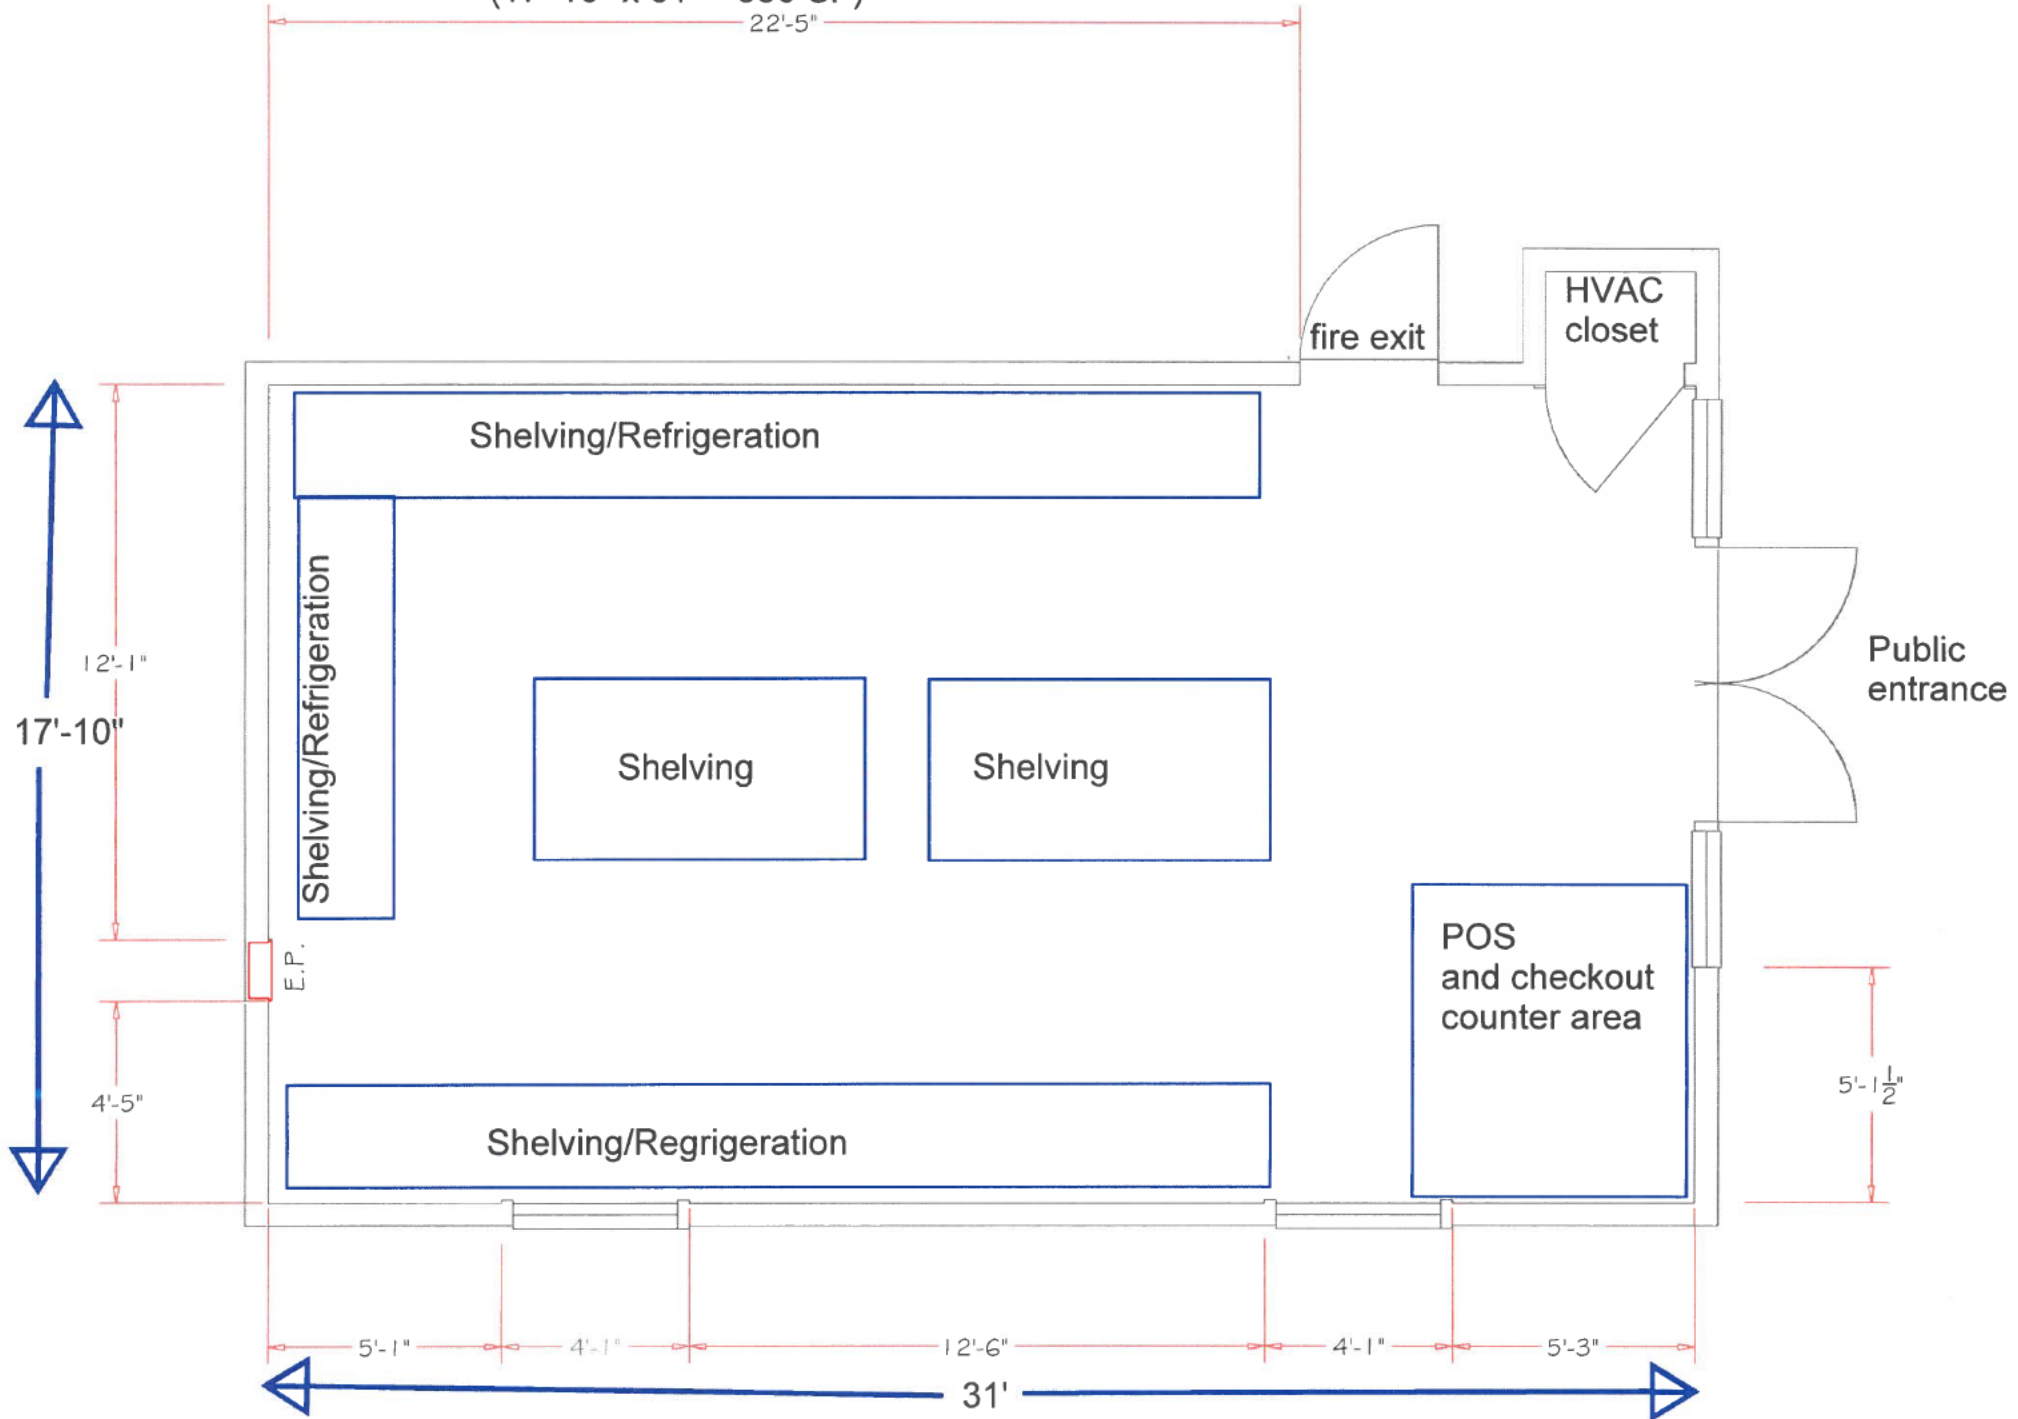 22'-5"
HVAC
closet
fire exit
Shelving/Refrigeration
Shelving/Refrigeration
12'-1"
17'-10"
Public
entrance
Shelving
Shelving
POS
and checkout
counter area
E.P.
4'-5"
5'-1 1/2"
Shelving/Regrigeration
5'-1"
4'-1"
12'-6"
4'-1"
5'-3"
31'